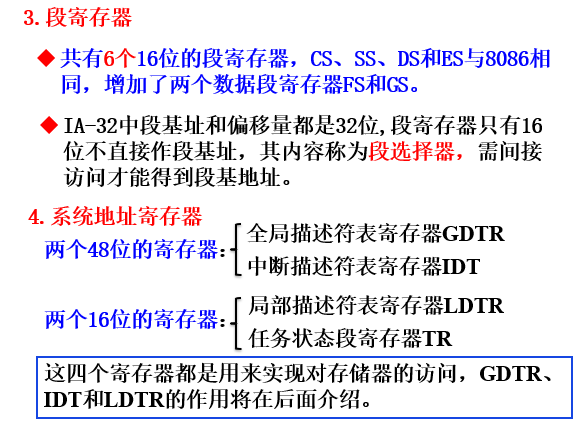 3.段寄存器
共有6个16位的段寄存器，CS、SS、DS和ES与8086相
同，增加了两个数据段寄存器FS和GS。
IA-32中段基址和偏移量都是32位,段寄存器只有16
位不直接作段基址，其内容称为段选择器，需间接
访问才能得到段基地址。
4.系统地址寄存器
两个48位的寄存器：
全局描述符表寄存器GDTR
中断描述符表寄存器IDT
两个16位的寄存器：
局部描述符表寄存器LDTR
任务状态段寄存器TR
这四个寄存器都是用来实现对存储器的访问，GDTR、
IDT和LDTR的作用将在后面介绍。